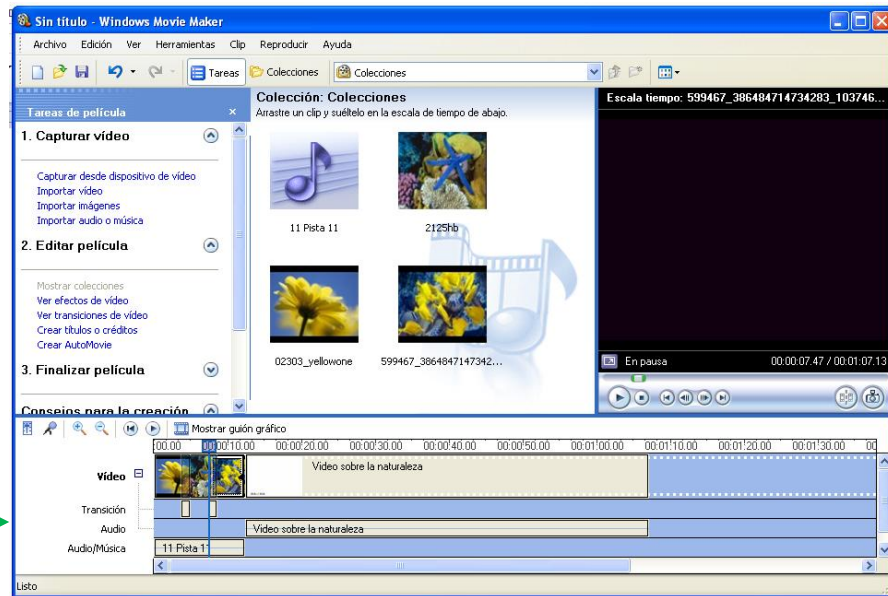 Sin título - Windows Movie Maker
Archivo Edición Ver Herramientas Clip Reproducir Ayuda
Tareas Colecciones Colecciones
Tareas de película
1. Capturar vídeo
Capturar desde dispositivo de vídeo
Importar vídeo
Importar imágenes
Importar audio o música
2. Editar película
Mostrar colecciones
Ver efectos de vídeo
Ver transiciones de vídeo
Crear títulos o créditos
Crear AutoMovie
3. Finalizar película
Consejos para la creación
Colección: Colecciones
Arrastre un clip y suéltelo en la escala de tiempo de abajo.
11 Pista 11
2125hb
02303_yellowone
599467_3864847147342...
Escala tiempo: 599467_386484714734283_103746...
En pausa 00:00:07.47 / 00:01:07.13
Mostrar guión gráfico
00:00'20.00 00:00'30.00 00:00'40.00 00:00'50.00 00:01'00.00 00:01'10.00 00:01'20.00 00:01'30.00
Vídeo
Video sobre la naturaleza
Transición
Audio
Video sobre la naturaleza
Audio/Música
11 Pista 11
Listo